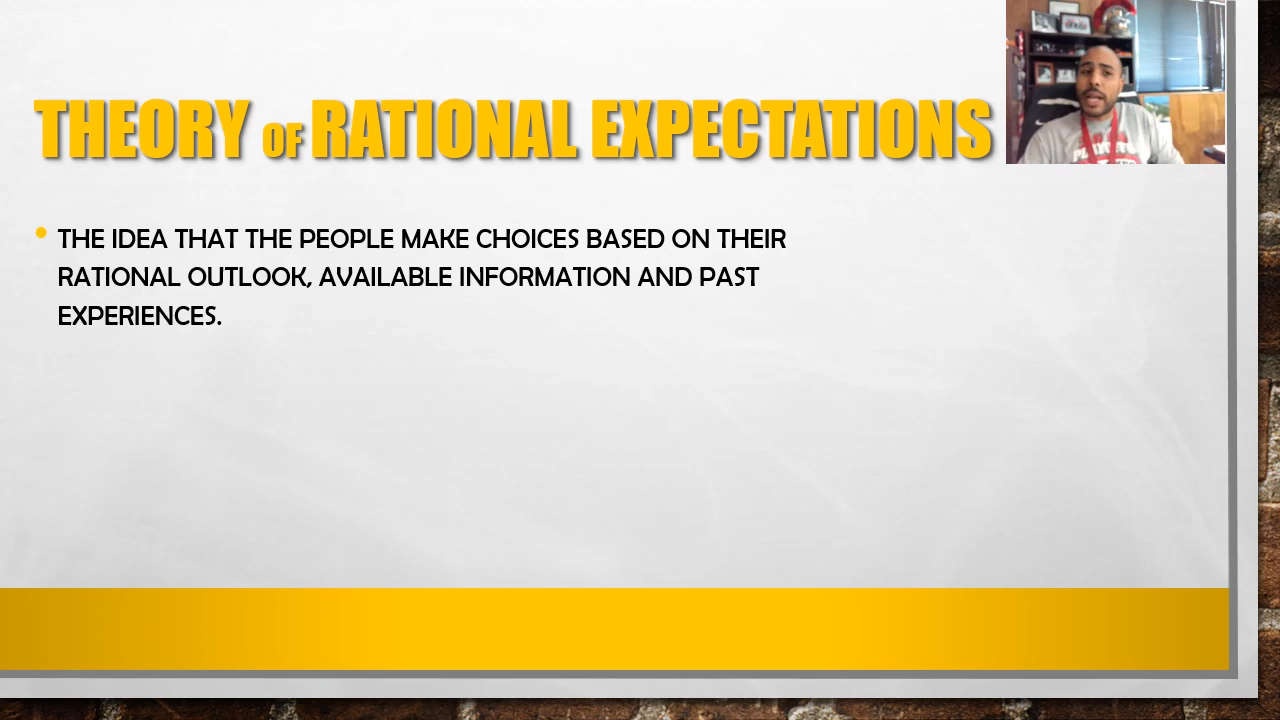 THEORY OF RATIONAL EXPECTATIONS
THE IDEA THAT THE PEOPLE MAKE CHOICES BASED ON THEIR
RATIONAL OUTLOOK, AVAILABLE INFORMATION AND PAST
EXPERIENCES.